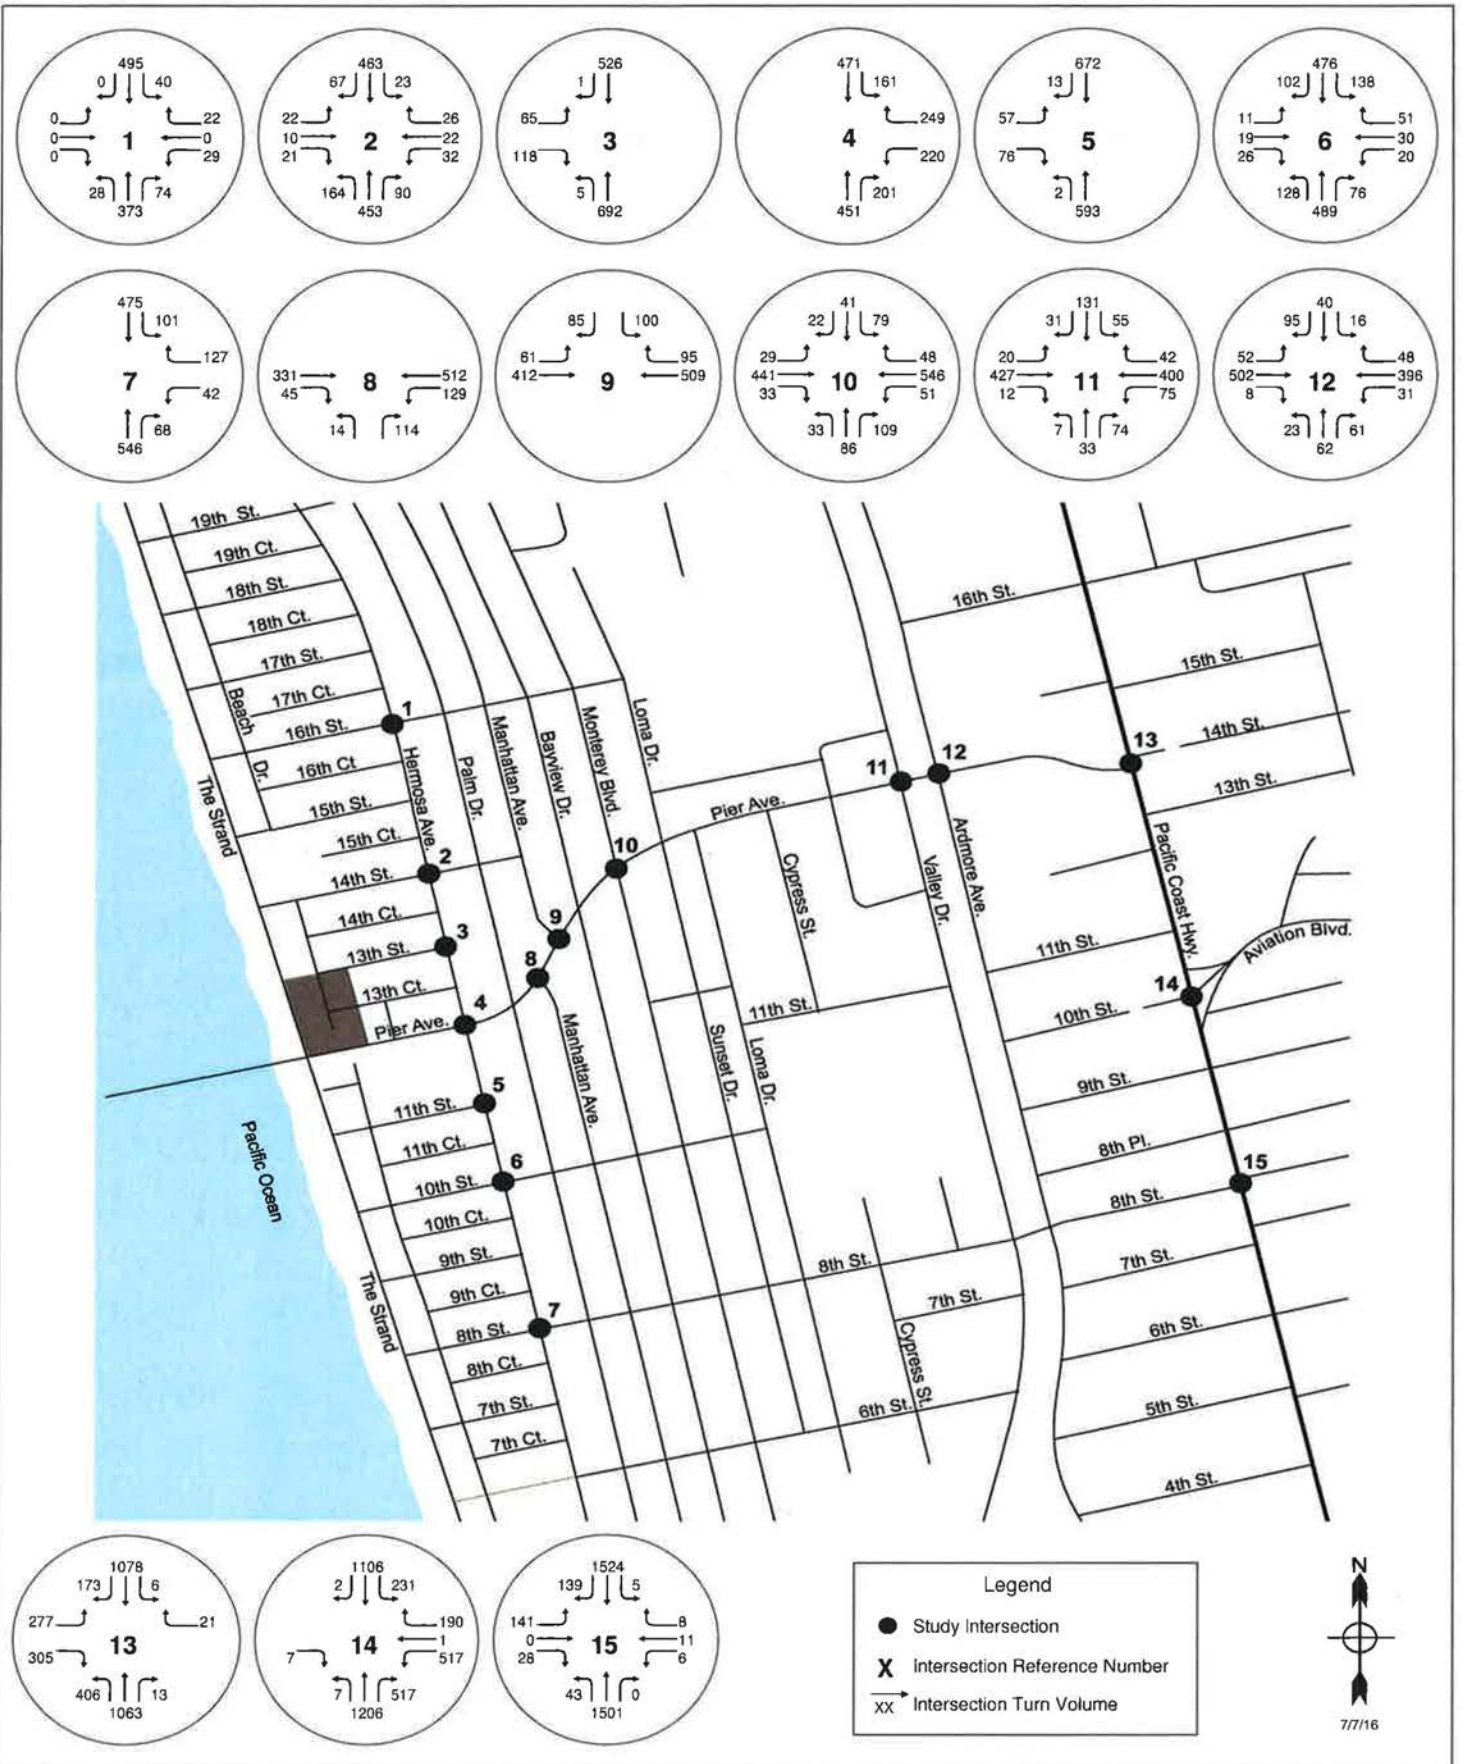 495
0 40
0 22
0 1 0
0 29
28 74
373
463
67 23
22 26
10 2 22
21 32
164 90
453
526
1
65
3
118
5
692
471
161
249
4
220
201
451
672
13
57
5
76
2
593
476
102 138
11 51
19 6 30
26 20
128 76
489
475
101
127
7
42
68
546
331 8 512
45 129
14 114
85 100
61 95
412 9 509
41
22 79
29 48
441 10 546
33 51
33 109
86
131
31 55
20 42
427 11 400
12 75
7 74
33
40
95 16
52 48
502 12 396
8 31
23 61
62
19th St.
19th Ct.
18th St.
18th Ct.
17th St.
17th Ct.
16th St.
16th Ct
15th St.
15th Ct.
14th St.
14th Ct.
13th St.
13th Ct.
Pier Ave.
11th St.
11th Ct.
10th St.
10th Ct.
9th St.
9th Ct.
8th St.
8th Ct.
7th St.
7th Ct.
Beach
Dr.
The Strand
The Strand
Pacific Ocean
Hermosa Ave.
Palm Dr.
Manhattan Ave.
Bayview Dr.
Monterey Blvd.
Loma Dr.
Manhattan Ave.
Sunset Dr.
Loma Dr.
Pier Ave.
Cypress St.
11th St.
8th St.
7th St.
Cypress St.
6th St.
Valley Dr.
Ardmore Ave.
Pacific Coast Hwy.
Aviation Blvd.
16th St.
15th St.
14th St.
13th St.
11th St.
10th St.
9th St.
8th Pl.
8th St.
7th St.
6th St.
5th St.
4th St.
1
2
3
4
5
6
7
8
9
10
11
12
13
14
15
1078
173 6
277 21
13
305
406 13
1063
1106
2 231
190
14 1
7 517
7 517
1206
1524
139 5
141 8
0 15 11
28 6
43 0
1501
Legend
Study Intersection
X Intersection Reference Number
xx Intersection Turn Volume
N
7/7/16